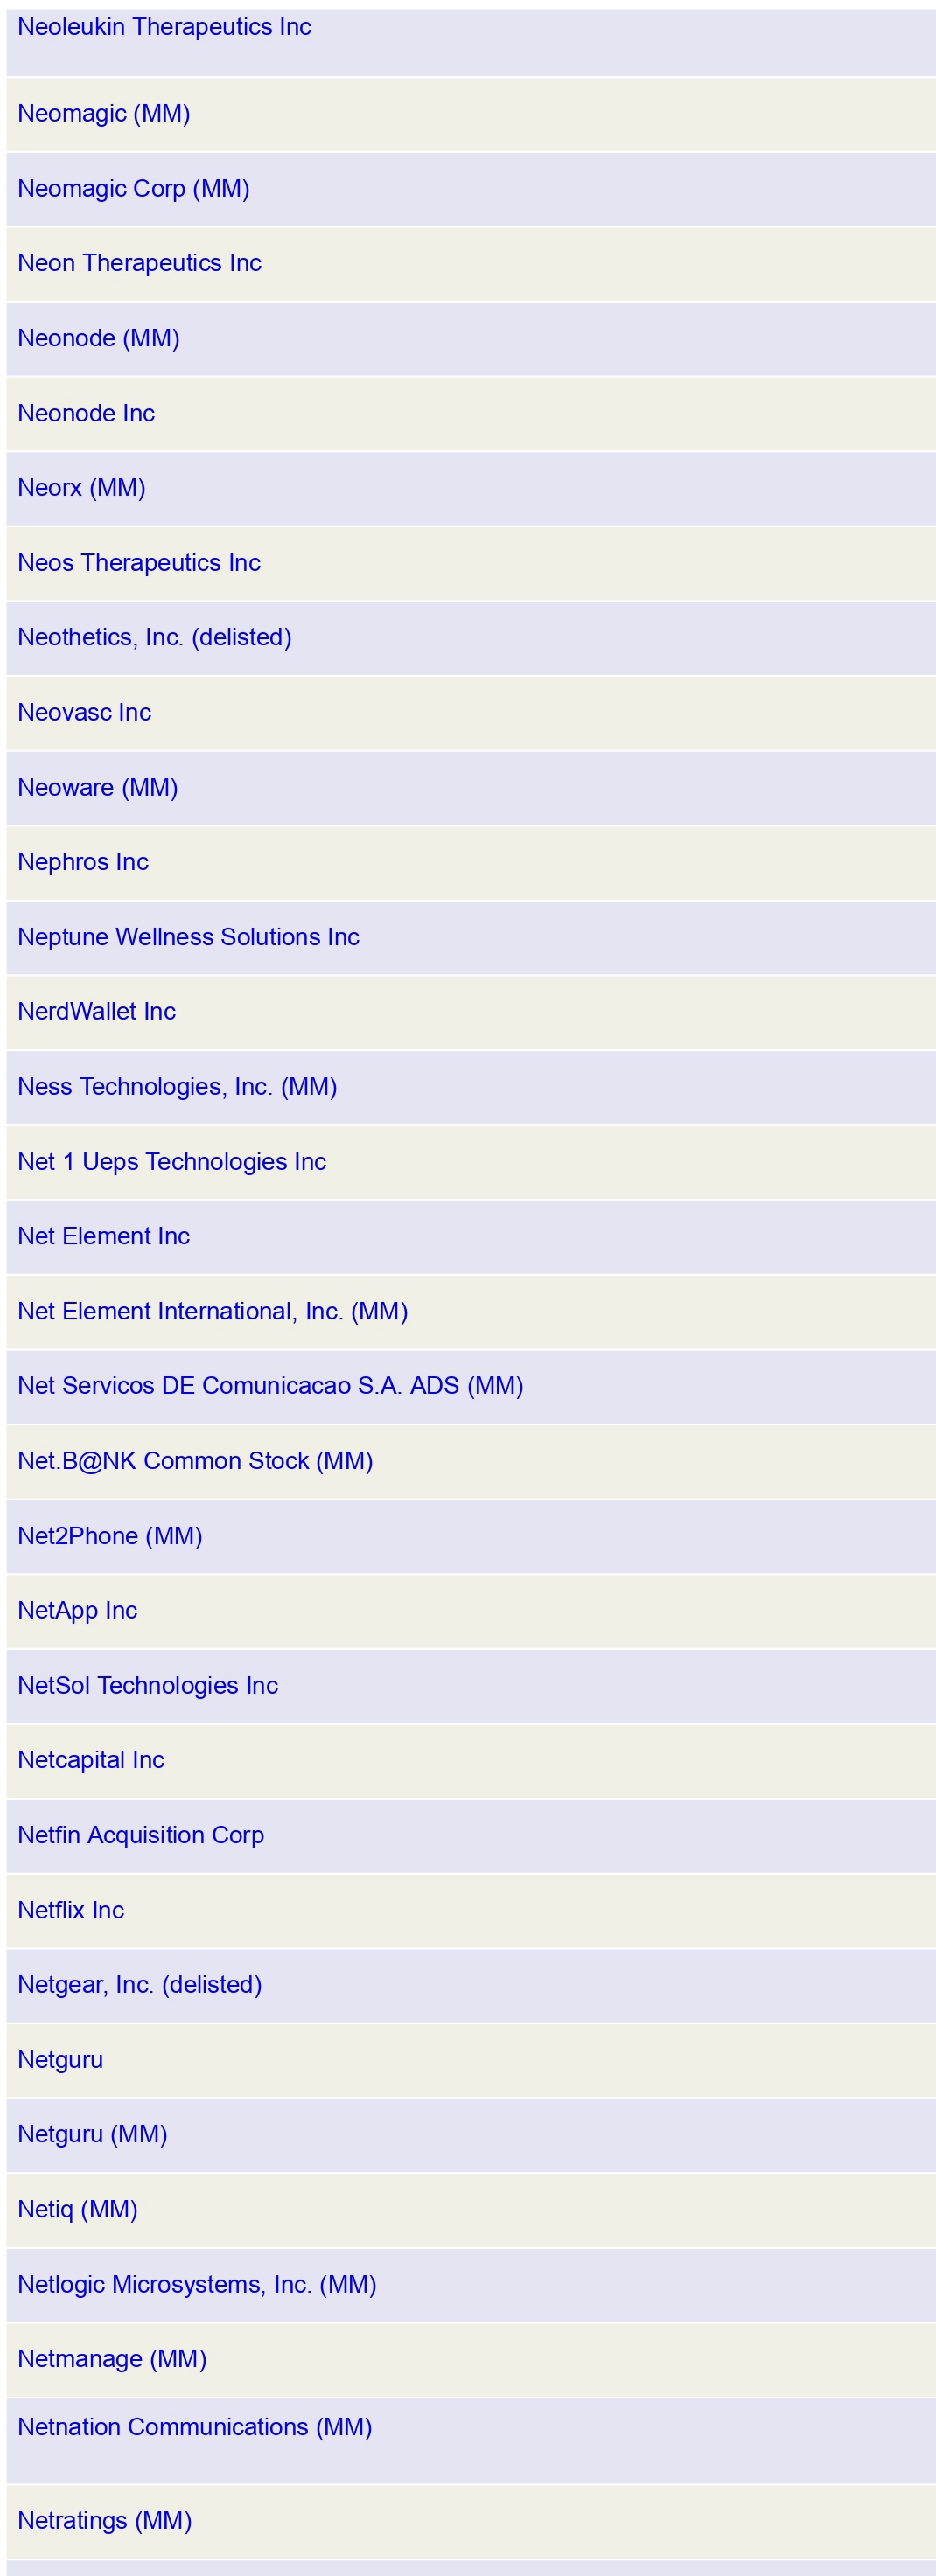 Neoleukin Therapeutics Inc
Neomagic (MM)
Neomagic Corp (MM)
Neon Therapeutics Inc
Neonode (MM)
Neonode Inc
Neorx (MM)
Neos Therapeutics Inc
Neothetics, Inc. (delisted)
Neovasc Inc
Neoware (MM)
Nephros Inc
Neptune Wellness Solutions Inc
NerdWallet Inc
Ness Technologies, Inc. (MM)
Net 1 Ueps Technologies Inc
Net Element Inc
Net Element International, Inc. (MM)
Net Servicos DE Comunicacao S.A. ADS (MM)
Net.B@NK Common Stock (MM)
Net2Phone (MM)
NetApp Inc
NetSol Technologies Inc
Netcapital Inc
Netfin Acquisition Corp
Netflix Inc
Netgear, Inc. (delisted)
Netguru
Netguru (MM)
Netiq (MM)
Netlogic Microsystems, Inc. (MM)
Netmanage (MM)
Netnation Communications (MM)
Netratings (MM)